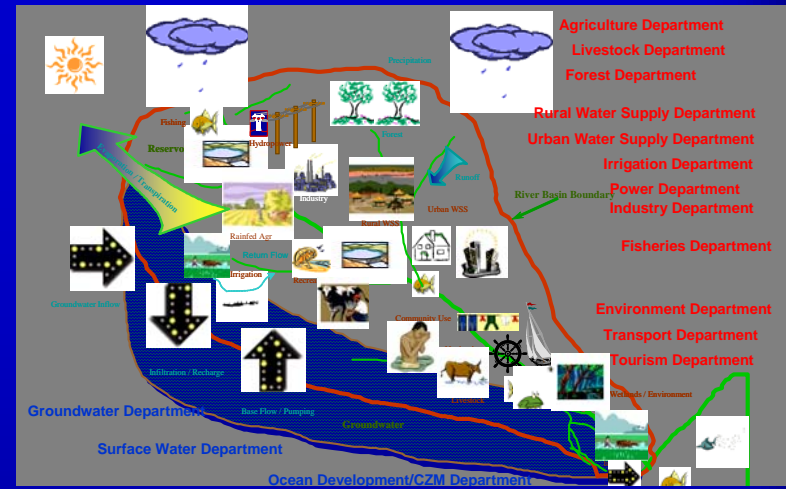 Agriculture Department
Livestock Department
Forest Department
Precipitation
Rural Water Supply Department
Urban Water Supply Department
Irrigation Department
Power Department
Industry Department
Fisheries Department
Environment Department
Transport Department
Tourism Department
Fishing
Hydropower
Forest
Runoff
River Basin Boundary
Industry
Rural WSS
Urban WSS
Rainfed Agr
Return Flow
Irrigation
Community Use
Groundwater Inflow
Infiltration / Recharge
Base Flow / Pumping
Livestock
Wetlands / Environment
Groundwater
Groundwater Department
Surface Water Department
Ocean Development/CZM Department